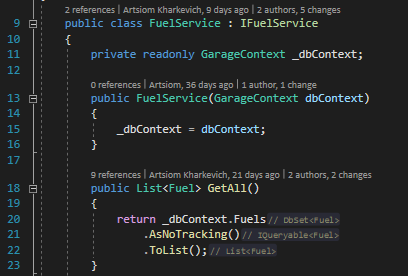 2 references | Artsiom Kharkevich, 9 days ago | 2 authors, 5 changes
9 public class FuelService : IFuelService
10 {
11 private readonly GarageContext _dbContext;
12
0 references | Artsiom, 36 days ago | 1 author, 1 change
13 public FuelService(GarageContext dbContext)
14 {
15 _dbContext = dbContext;
16 }
17
9 references | Artsiom Kharkevich, 21 days ago | 2 authors, 2 changes
18 public List<Fuel> GetAll()
19 {
20 return _dbContext.Fuels // DbSet<Fuel>
21 .AsNoTracking() // IQueryable<Fuel>
22 .ToList(); // List<Fuel>
23 }